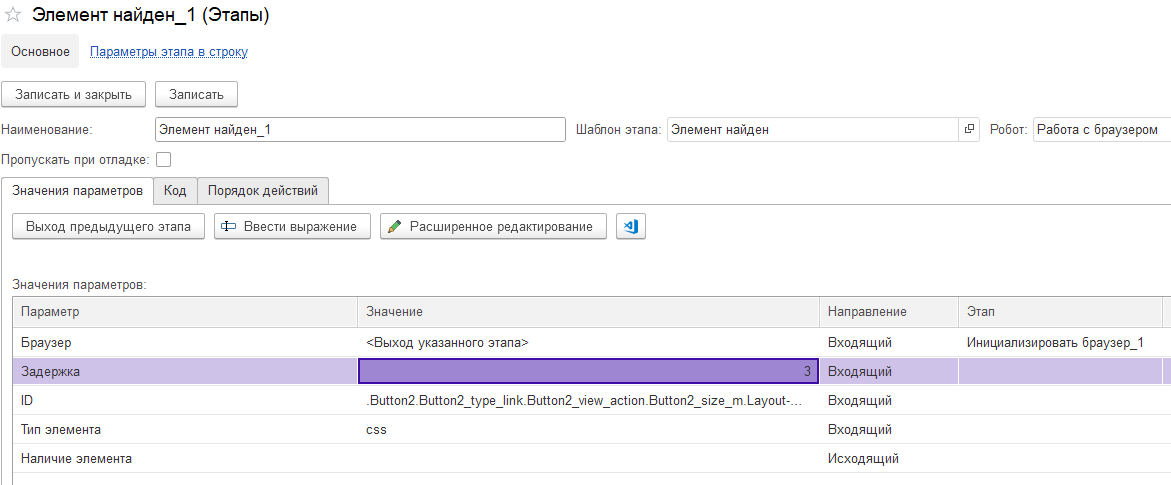 Элемент найден_1 (Этапы)
Основное Параметры этапа в строку
Записать и закрыть Записать
Наименование: Элемент найден_1 Шаблон этапа: Элемент найден Робот: Работа с браузером
Пропускать при отладке:
Значения параметров Код Порядок действий
Выход предыдущего этапа Ввести выражение Расширенное редактирование
Значения параметров:
Параметр Значение Направление Этап
Браузер <Выход указанного этапа> Входящий Инициализировать браузер_1
Задержка 3 Входящий
ID .Button2.Button2_type_link.Button2_view_action.Button2_size_m.Layout-... Входящий
Тип элемента css Входящий
Наличие элемента Исходящий